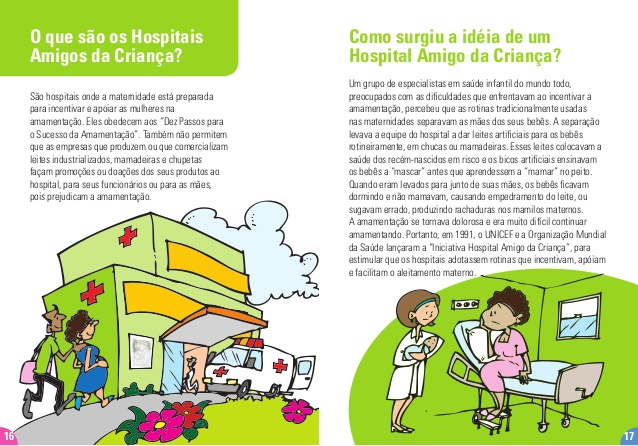 O que são os Hospitais
Amigos da Criança?
São hospitais onde a maternidade está preparada
para incentivar e apoiar as mulheres na
amamentação. Eles obedecem aos "Dez Passos para
o Sucesso da Amamentação". Também não permitem
que as empresas que produzem ou que comercializam
leites industrializados, mamadeiras e chupetas
façam promoções ou doações dos seus produtos ao
hospital, para seus funcionários ou para as mães,
pois prejudicam a amamentação.
16
Como surgiu a idéia de um
Hospital Amigo da Criança?
Um grupo de especialistas em saúde infantil do mundo todo,
preocupados com as dificuldades que enfrentavam ao incentivar a
amamentação, percebeu que as rotinas tradicionalmente usadas
nas maternidades separavam as mães dos seus bebês. A separação
levava a equipe do hospital a dar leites artificiais para os bebês
rotineiramente, em chucas ou mamadeiras. Esses leites colocavam a
saúde dos recém-nascidos em risco e os bicos artificiais ensinavam
os bebês a "mascar" antes que aprendessem a "mamar" no peito.
Quando eram levados para junto de suas mães, os bebês ficavam
dormindo e não mamavam, causando empedramento do leite, ou
sugavam errado, produzindo rachaduras nos mamilos maternos.
A amamentação se tornava dolorosa e era muito difícil continuar
amamentando. Portanto, em 1991, o UNICEF e a Organização Mundial
da Saúde lançaram a "Iniciativa Hospital Amigo da Criança", para
estimular que os hospitais adotassem rotinas que incentivam, apóiam
e facilitam o aleitamento materno.
17